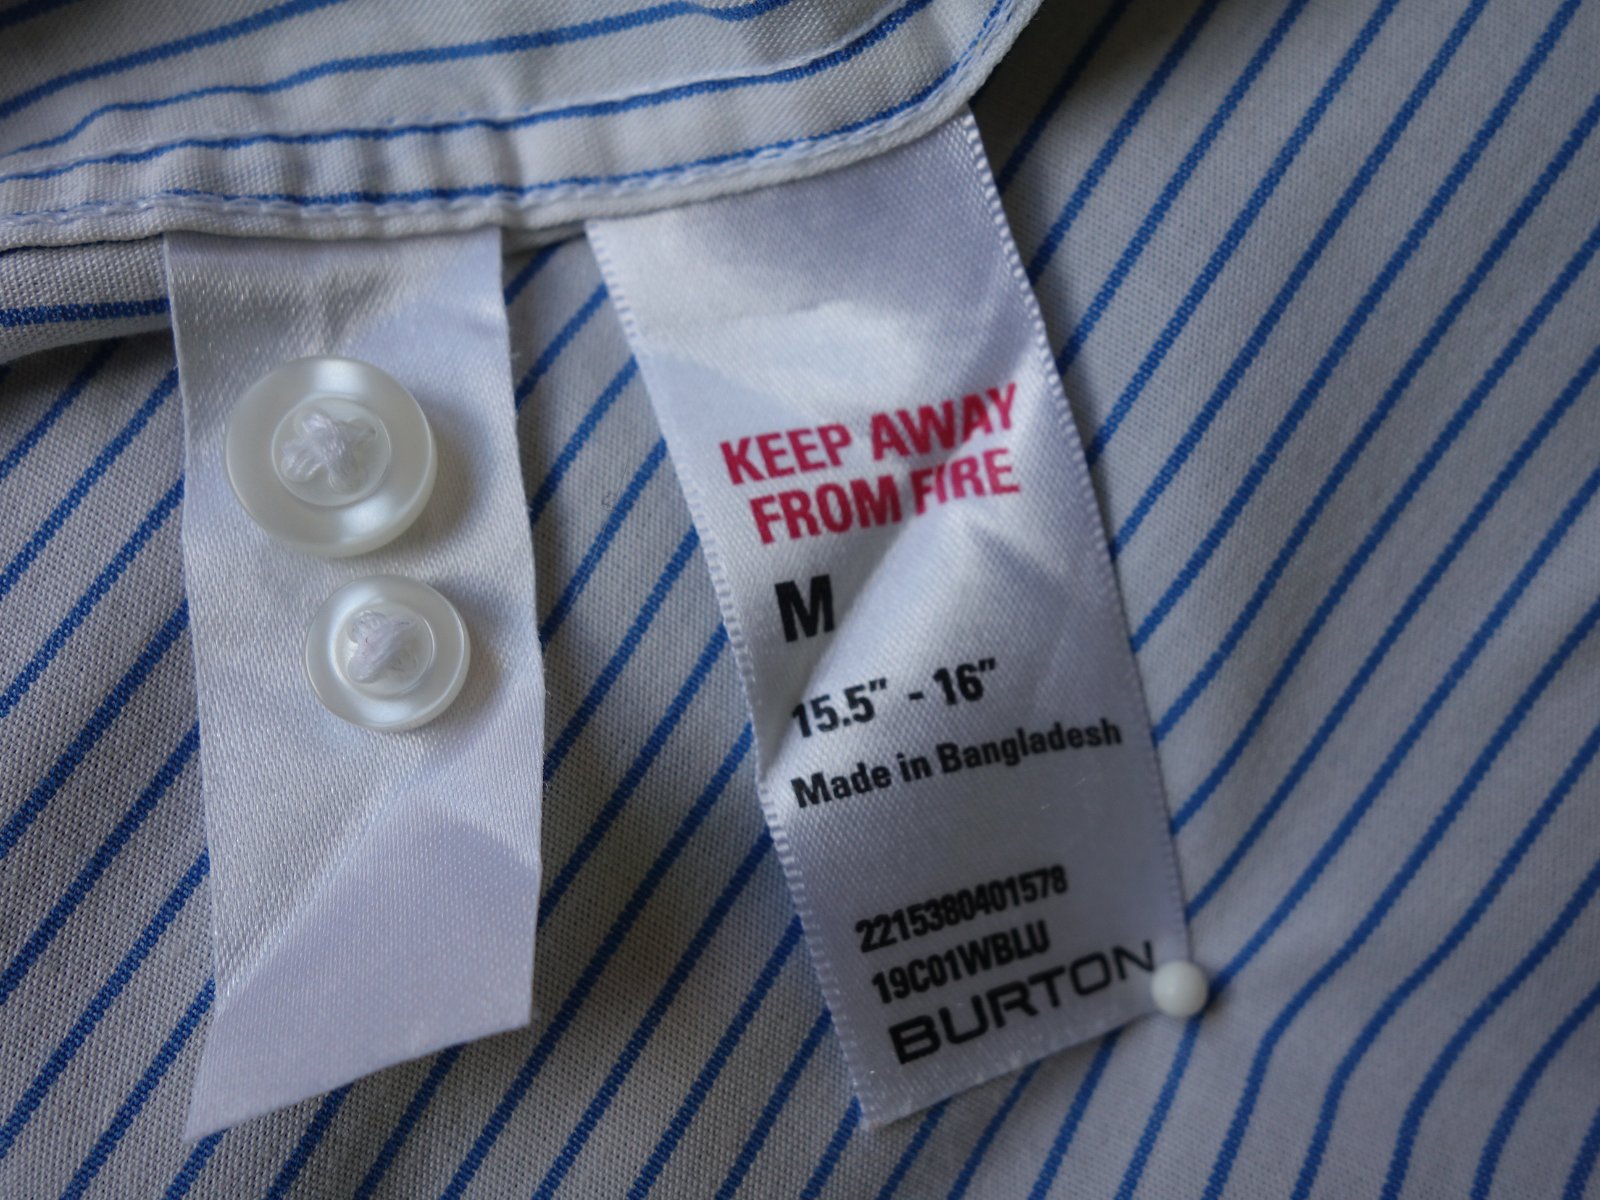 KEEP AWAY
FROM FIRE
M
15.5" - 16"
Made in Bangladesh
2215380401578
19C01WBLU
BURTON